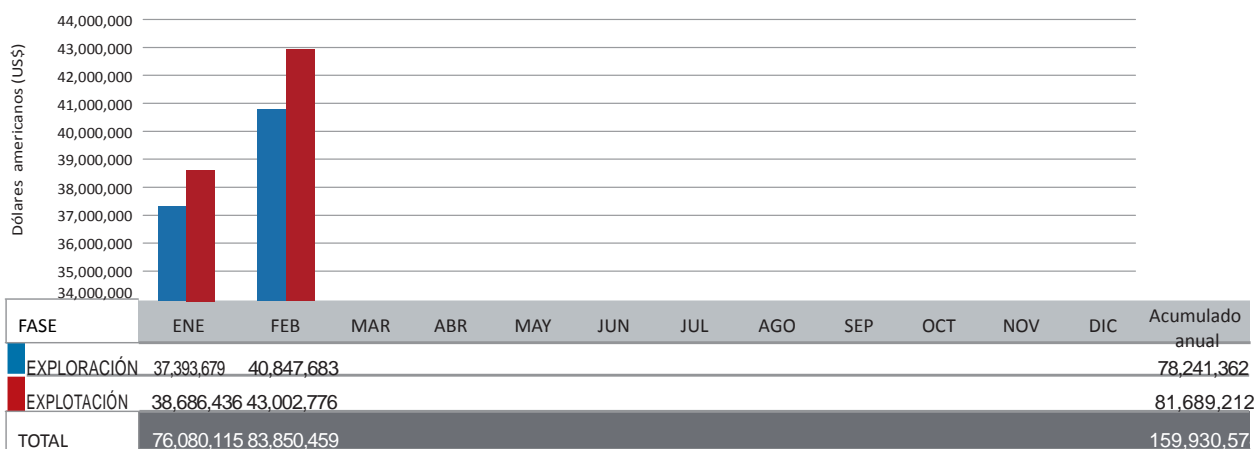 Dólares americanos (US$)
44,000,000
43,000,000
42,000,000
41,000,000
40,000,000
39,000,000
38,000,000
37,000,000
36,000,000
35,000,000
34,000,000
FASE ENE FEB MAR ABR MAY JUN JUL AGO SEP OCT NOV DIC Acumulado
anual
EXPLORACIÓN 37,393,679 40,847,683 78,241,362
EXPLOTACIÓN 38,686,436 43,002,776 81,689,212
TOTAL 76,080,115 83,850,459 159,930,57